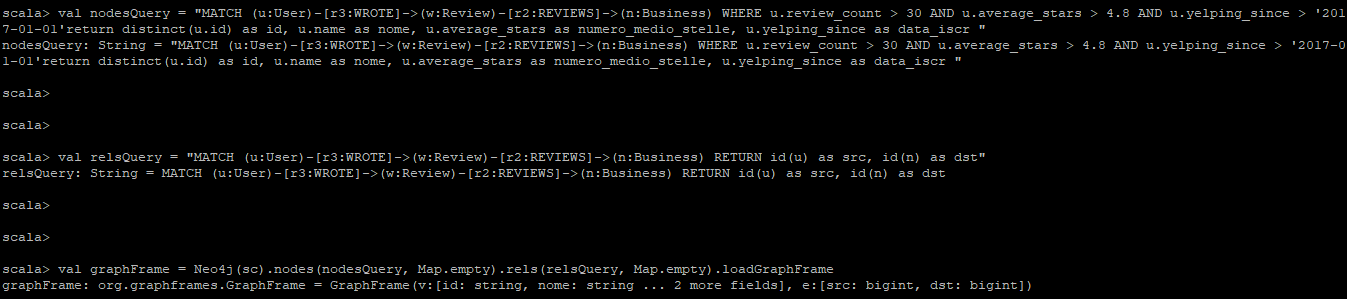 scala> val nodesQuery = "MATCH (u:User)-[r3:WROTE]->(w:Review)-[r2:REVIEWS]->(n:Business) WHERE u.review_count > 30 AND u.average_stars > 4.8 AND u.yelping_since > '201
7-01-01'return distinct(u.id) as id, u.name as nome, u.average_stars as numero_medio_stelle, u.yelping_since as data_iscr "
nodesQuery: String = "MATCH (u:User)-[r3:WROTE]->(w:Review)-[r2:REVIEWS]->(n:Business) WHERE u.review_count > 30 AND u.average_stars > 4.8 AND u.yelping_since > '2017-0
1-01'return distinct(u.id) as id, u.name as nome, u.average_stars as numero_medio_stelle, u.yelping_since as data_iscr "
scala>
scala>
scala> val relsQuery = "MATCH (u:User)-[r3:WROTE]->(w:Review)-[r2:REVIEWS]->(n:Business) RETURN id(u) as src, id(n) as dst"
relsQuery: String = MATCH (u:User)-[r3:WROTE]->(w:Review)-[r2:REVIEWS]->(n:Business) RETURN id(u) as src, id(n) as dst
scala>
scala>
scala> val graphFrame = Neo4j(sc).nodes(nodesQuery, Map.empty).rels(relsQuery, Map.empty).loadGraphFrame
graphFrame: org.graphframes.GraphFrame = GraphFrame(v:[id: string, nome: string ... 2 more fields], e:[src: bigint, dst: bigint])